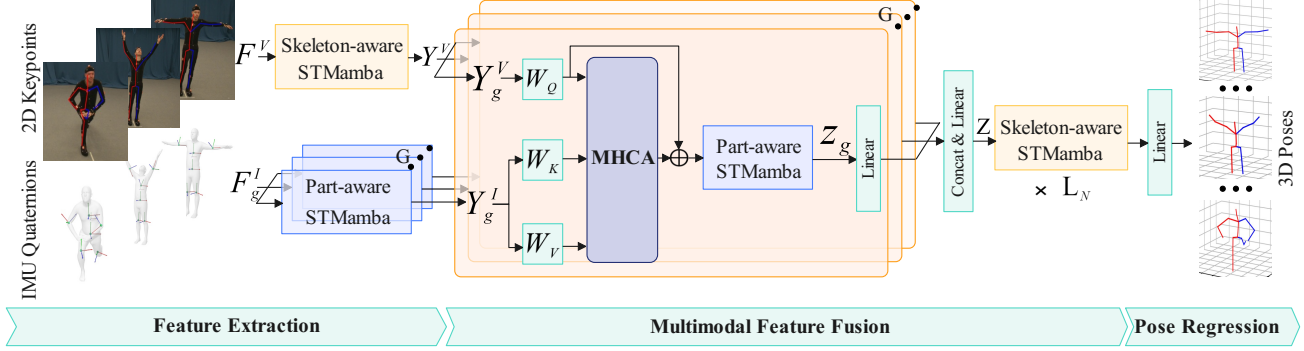 2D Keypoints
IMU Quaternions
F^V
Skeleton-aware
STMamba
Y^V
F_g^I
G
Part-aware
STMamba
Y_g^V
Y_g^I
W_Q
W_K
W_V
MHCA
Part-aware
STMamba
z_g
Linear
G
Concat & Linear
Z
Skeleton-aware
STMamba
× L_N
Linear
3D Poses
Feature Extraction
Multimodal Feature Fusion
Pose Regression